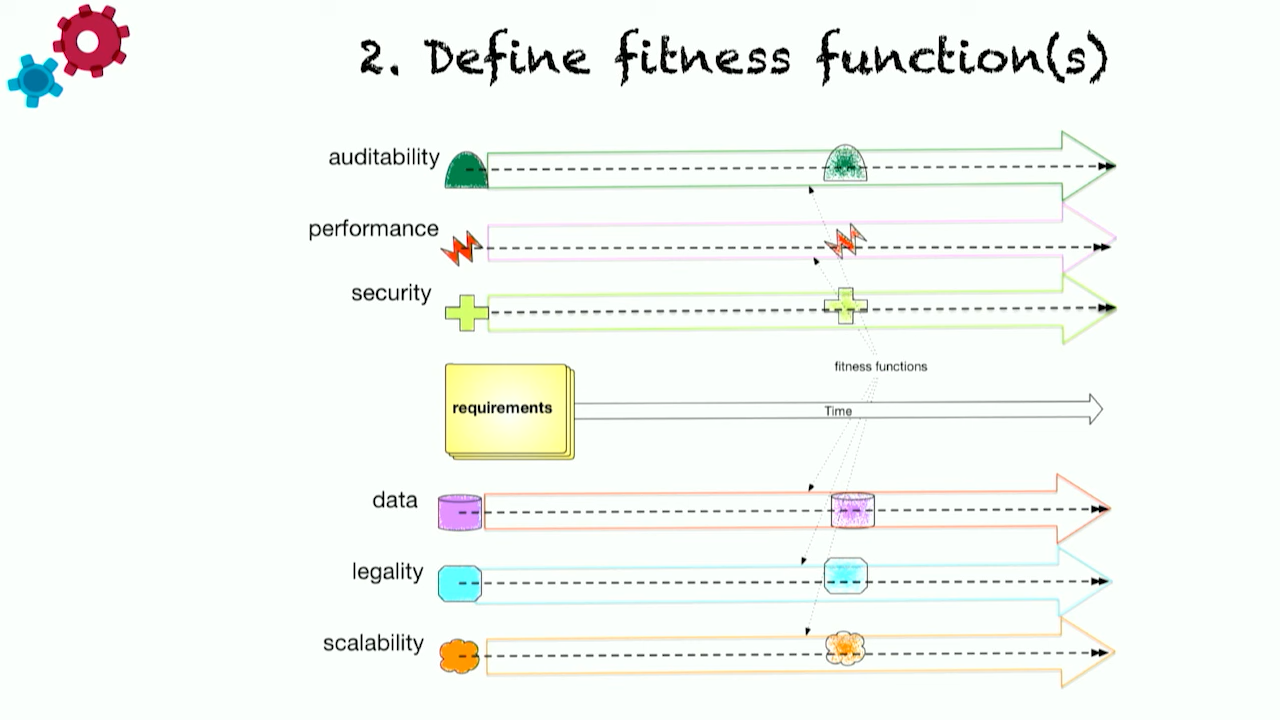 2. Define fitness function(s)
auditability
performance
security
fitness functions
requirements
Time
data
legality
scalability